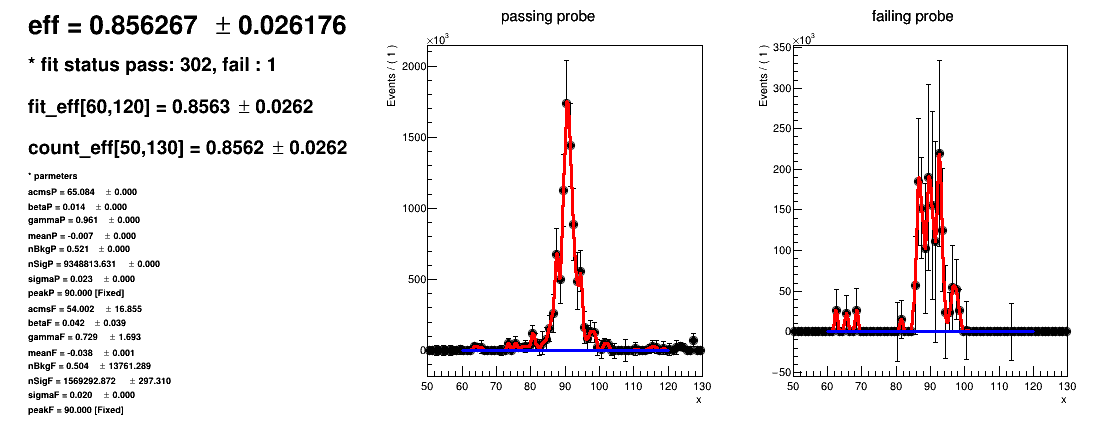 eff = 0.856267 ± 0.026176
* fit status pass: 302, fail : 1
fit_eff[60,120] = 0.8563 ± 0.0262
count_eff[50,130] = 0.8562 ± 0.0262
* parmeters
acmsP = 65.084 ± 0.000
betaP = 0.014 ± 0.000
gammaP = 0.961 ± 0.000
meanP = -0.007 ± 0.000
nBkgP = 0.521 ± 0.000
nSigP = 9348813.631 ± 0.000
sigmaP = 0.023 ± 0.000
peakP = 90.000 [Fixed]
acmsF = 54.002 ± 16.855
betaF = 0.042 ± 0.039
gammaF = 0.729 ± 1.693
meanF = -0.038 ± 0.001
nBkgF = 0.504 ± 13761.289
nSigF = 1569292.872 ± 297.310
sigmaF = 0.020 ± 0.000
peakF = 90.000 [Fixed]
passing probe
×10³
Events / ( 1 )
2000
1500
1000
500
0
50 60 70 80 90 100 110 120 130
x
failing probe
×10³
Events / ( 1 )
350
300
250
200
150
100
50
0
−50
50 60 70 80 90 100 110 120 130
x